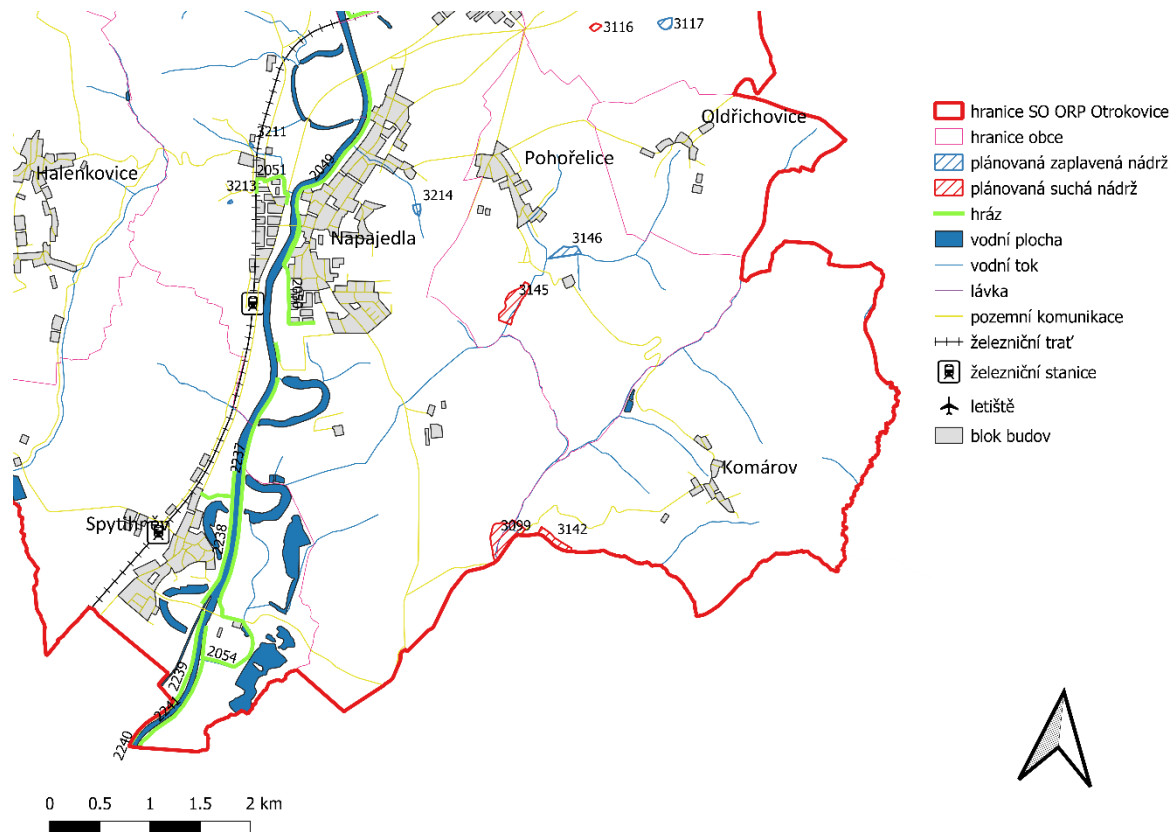 3116
3117
Oldřichovice
3211
Halenkovice
2051
2049
Pohořelice
3213
3214
Napajedla
3146
2050
3145
2237
Komárov
Spytihněv
2238
3099
3142
2054
2239
2241
2240
hranice SO ORP Otrokovice
hranice obce
plánovaná zaplavená nádrž
plánovaná suchá nádrž
hráz
vodní plocha
vodní tok
lávka
pozemní komunikace
železniční trať
železniční stanice
letiště
blok budov
0 0.5 1 1.5 2 km